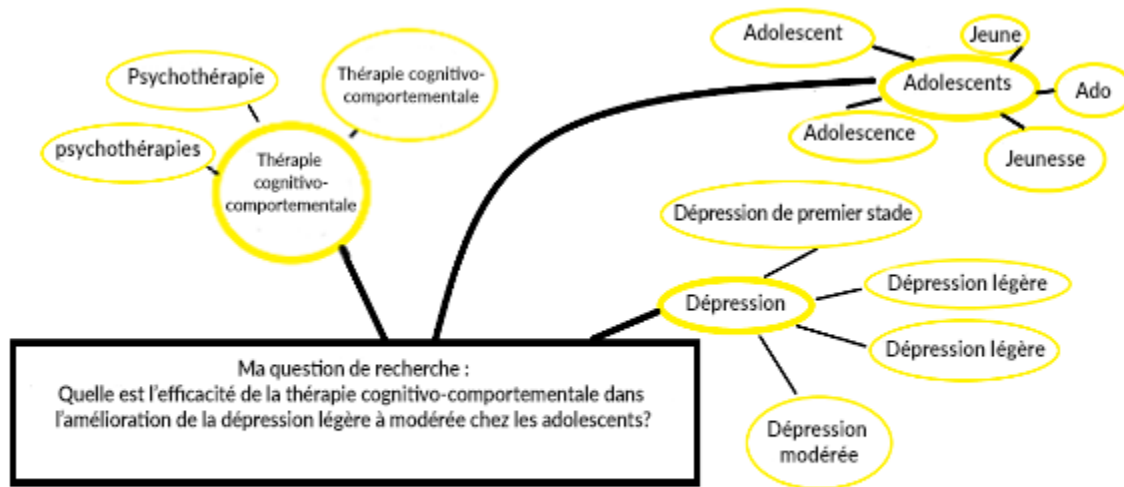 Psychothérapie
Thérapie cognitivo-
comportementale
psychothérapies
Thérapie
cognitivo-
comportementale
Adolescent
Jeune
Adolescents
Ado
Adolescence
Jeunesse
Dépression de premier stade
Dépression
Dépression légère
Dépression légère
Dépression
modérée
Ma question de recherche :
Quelle est l’efficacité de la thérapie cognitivo-comportementale dans
l’amélioration de la dépression légère à modérée chez les adolescents?